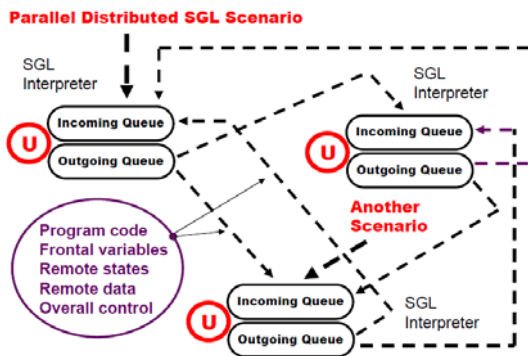 Parallel Distributed SGL Scenario
SGL
Interpreter
U
Incoming Queue
Outgoing Queue
SGL
Interpreter
U
Incoming Queue
Outgoing Queue
Program code
Frontal variables
Remote states
Remote data
Overall control
Another
Scenario
U
Incoming Queue
Outgoing Queue
SGL
Interpreter